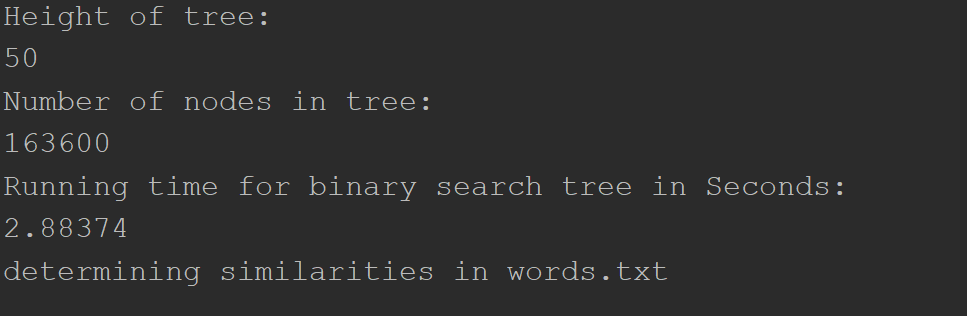 Height of tree:
50
Number of nodes in tree:
163600
Running time for binary search tree in Seconds:
2.88374
determining similarities in words.txt